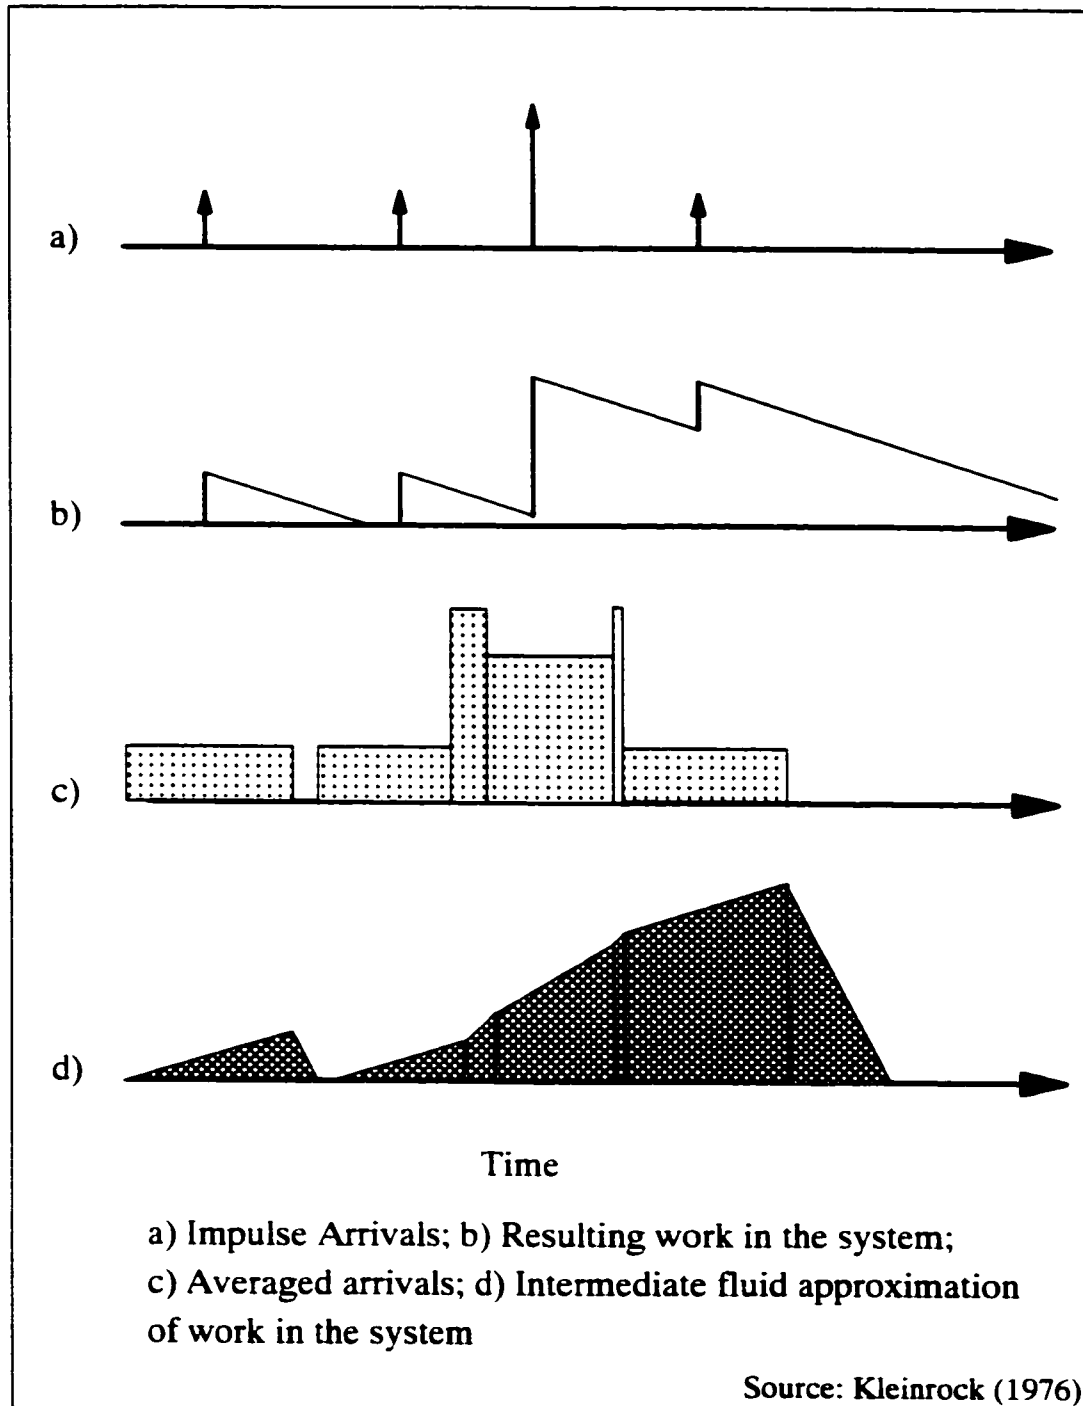 a)
b)
c)
d)
Time
a) Impulse Arrivals; b) Resulting work in the system;
c) Averaged arrivals; d) Intermediate fluid approximation
of work in the system
Source: Kleinrock (1976)